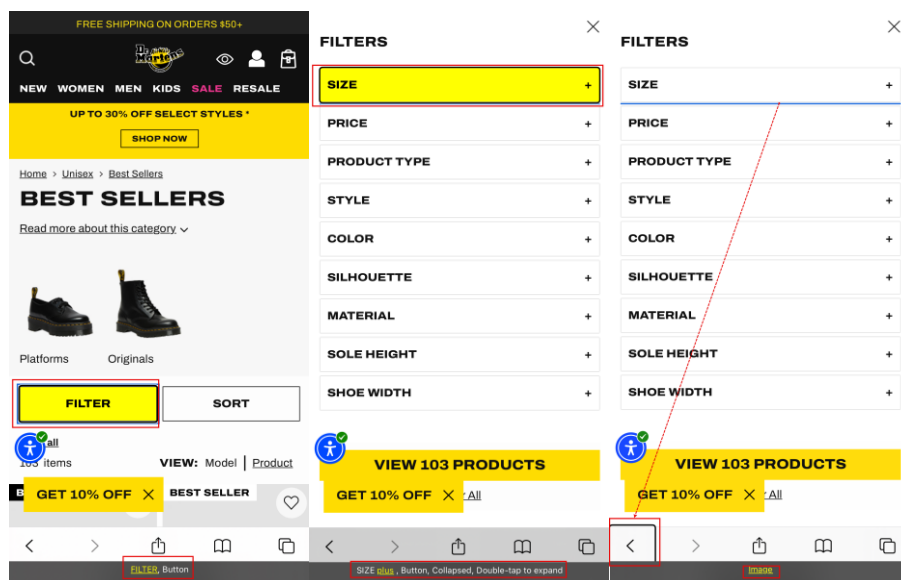 FREE SHIPPING ON ORDERS $50+
Dr. Martens
NEW WOMEN MEN KIDS SALE RESALE
UP TO 30% OFF SELECT STYLES *
SHOP NOW
Home > Unisex > Best Sellers
BEST SELLERS
Read more about this category
Platforms Originals
FILTER SORT
all
103 items VIEW: Model | Product
B
GET 10% OFF BEST SELLER
FILTER, Button
FILTERS
SIZE +
PRICE +
PRODUCT TYPE +
STYLE +
COLOR +
SILHOUETTE +
MATERIAL +
SOLE HEIGHT +
SHOE WIDTH +
VIEW 103 PRODUCTS
GET 10% OFF All
SIZE plus , Button, Collapsed, Double-tap to expand
FILTERS
SIZE +
PRICE +
PRODUCT TYPE +
STYLE +
COLOR +
SILHOUETTE +
MATERIAL +
SOLE HEIGHT +
SHOE WIDTH +
VIEW 103 PRODUCTS
GET 10% OFF All
Image